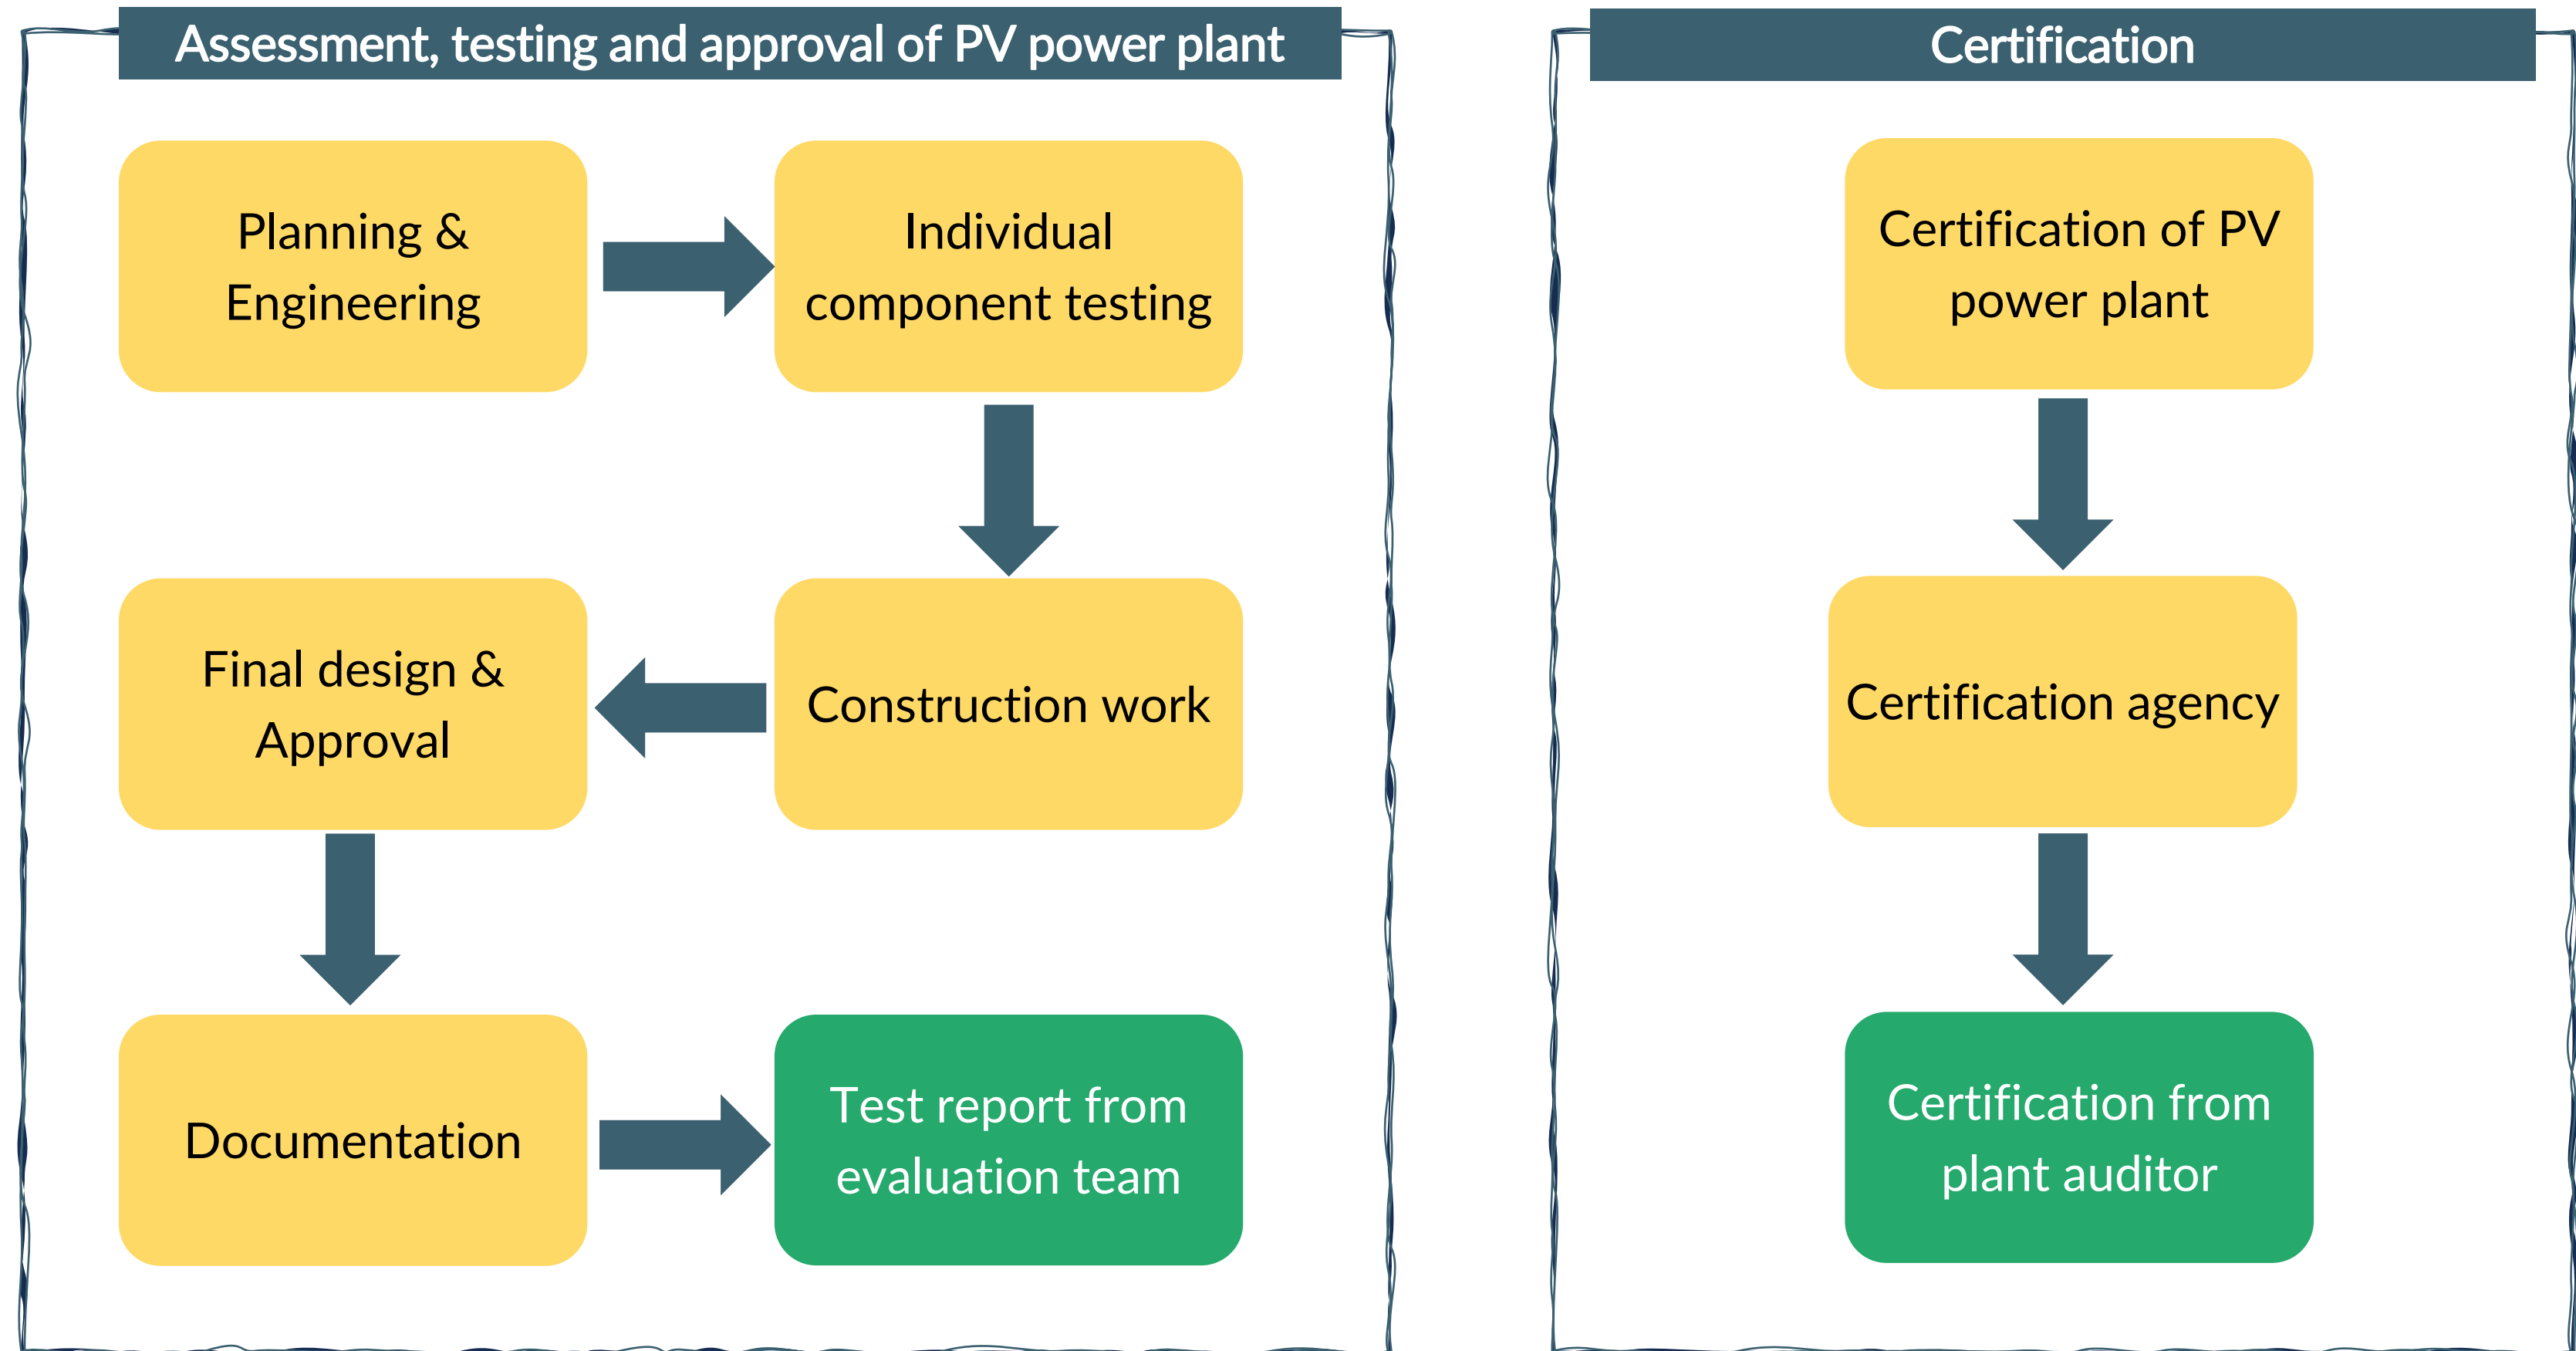 Assessment, testing and approval of PV power plant
Planning &
Engineering
Individual
component testing
Final design &
Approval
Construction work
Documentation
Test report from
evaluation team
Certification
Certification of PV
power plant
Certification agency
Certification from
plant auditor